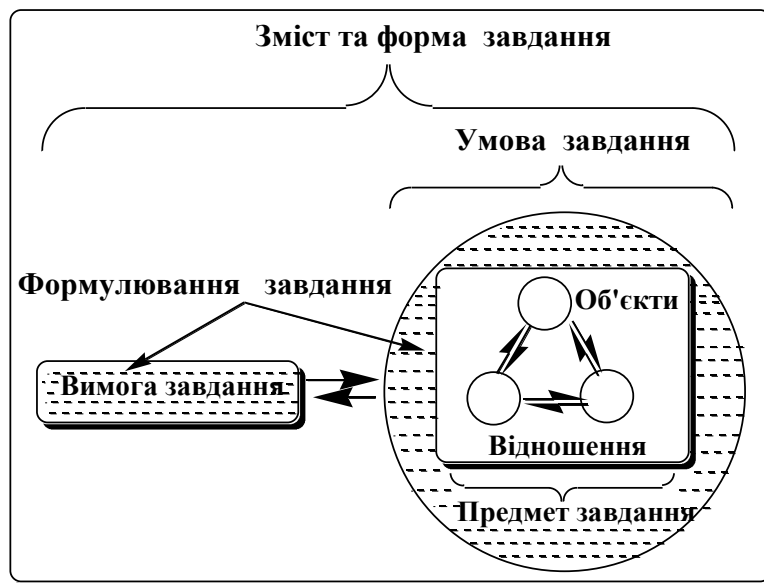 Зміст та форма завдання
Умова завдання
Формулювання завдання
Об'єкти
Вимога завдання
Відношення
Предмет завдання